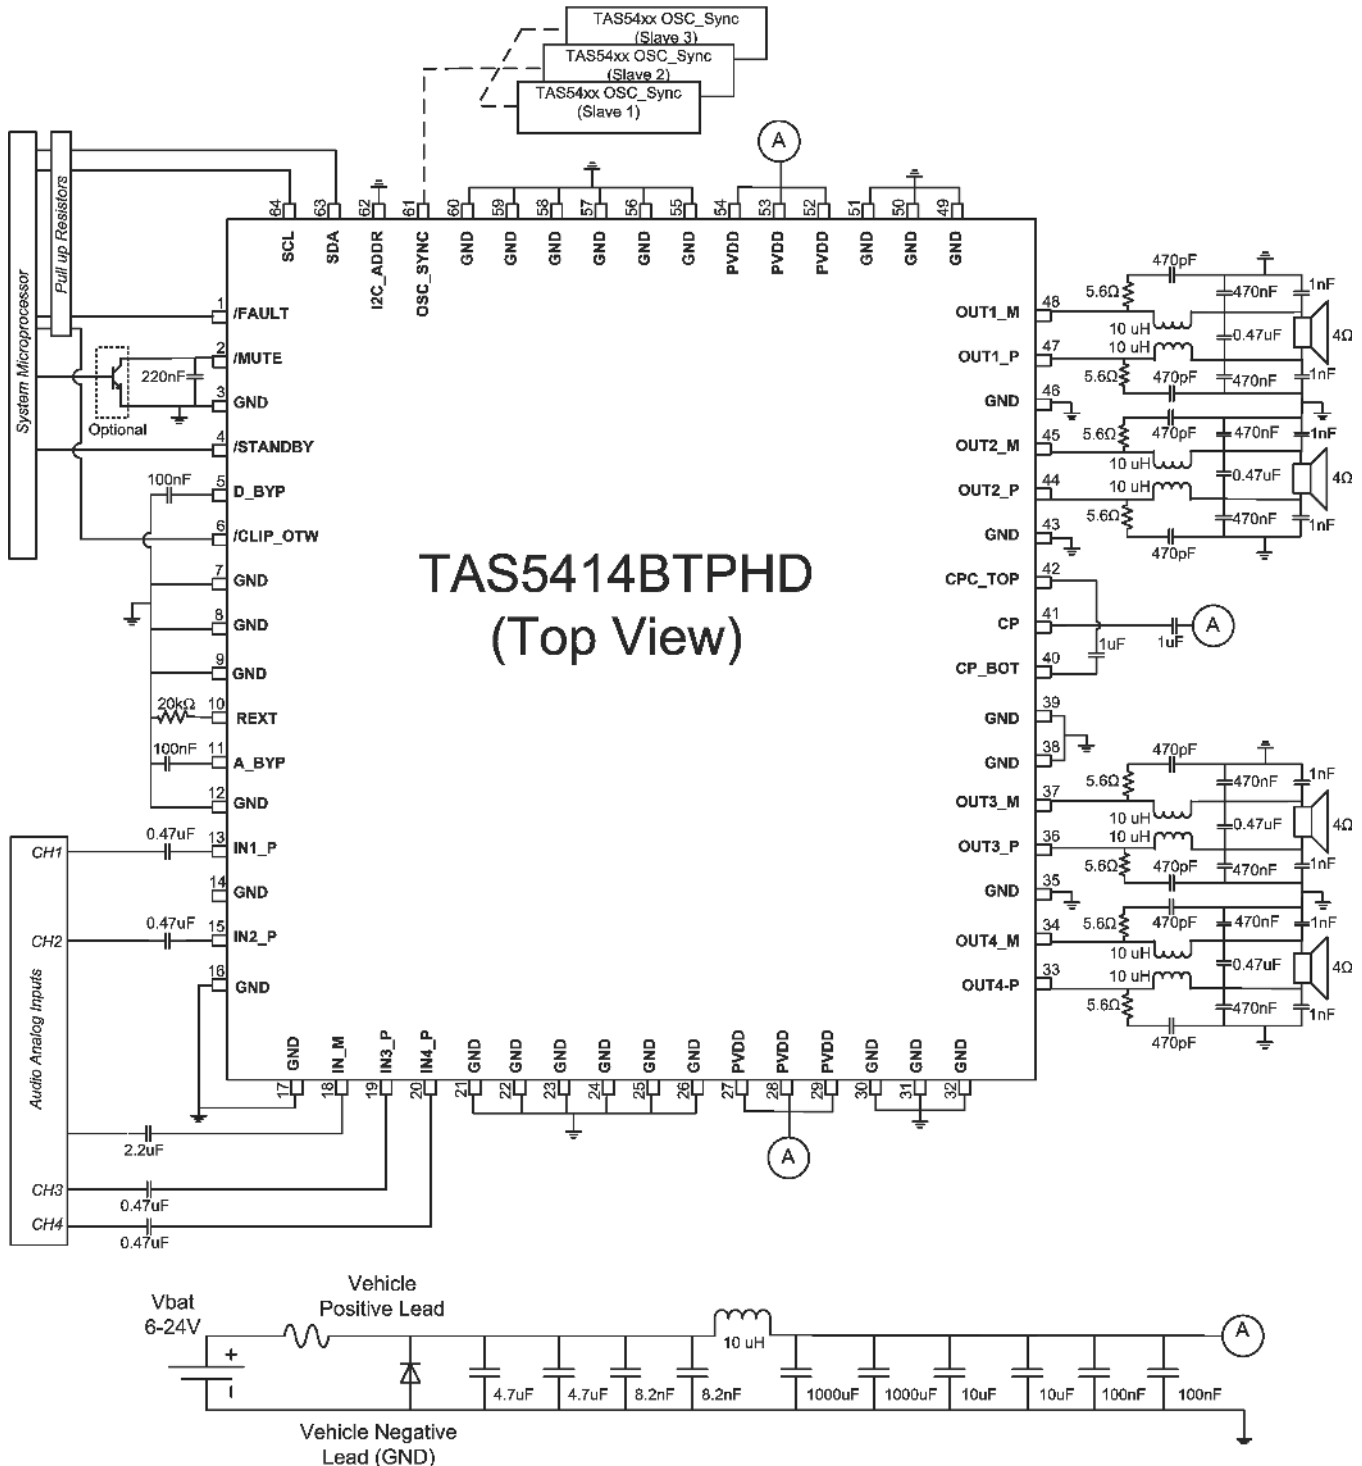 TAS54xx OSC_Sync
(Slave 3)
TAS54xx OSC_Sync
(Slave 2)
TAS54xx OSC_Sync
(Slave 1)
A
System Microprocessor
Pull up Resistors
64
63
62
61
60
59
58
57
56
55
54
53
52
51
50
49
SCL
SDA
I2C_ADDR
OSC_SYNC
GND
GND
GND
GND
GND
GND
PVDD
PVDD
PVDD
GND
GND
GND
1
/FAULT
2
/MUTE
220nF
3
GND
Optional
4
/STANDBY
100nF
5
D_BYP
6
/CLIP_OTW
7
GND
8
GND
9
GND
20kΩ
10
REXT
100nF
11
A_BYP
12
GND
0.47uF
13
IN1_P
14
GND
0.47uF
15
IN2_P
16
GND
TAS5414BTPHD
(Top View)
OUT1_M
48
OUT1_P
47
GND
46
OUT2_M
45
OUT2_P
44
GND
43
CPC_TOP
42
CP
41
CP_BOT
40
1uF
1uF
A
GND
39
GND
38
OUT3_M
37
OUT3_P
36
GND
35
OUT4_M
34
OUT4-P
33
470pF
5.6Ω
470nF
1nF
10 uH
10 uH
0.47uF
4Ω
5.6Ω
470pF
470nF
1nF
5.6Ω
470pF
470nF
1nF
10 uH
10 uH
0.47uF
4Ω
5.6Ω
470pF
470nF
1nF
470pF
5.6Ω
470nF
1nF
10 uH
10 uH
0.47uF
4Ω
5.6Ω
470pF
470nF
1nF
5.6Ω
470pF
470nF
1nF
10 uH
10 uH
0.47uF
4Ω
5.6Ω
470pF
470nF
1nF
Audio Analog Inputs
CH1
CH2
CH3
CH4
GND
IN_M
IN3_P
IN4_P
GND
GND
GND
GND
GND
GND
PVDD
PVDD
PVDD
GND
GND
GND
17
18
19
20
21
22
23
24
25
26
27
28
29
30
31
32
2.2uF
0.47uF
0.47uF
A
Vbat
6-24V
+
-
Vehicle
Positive Lead
10 uH
A
4.7uF
4.7uF
8.2nF
8.2nF
1000uF
1000uF
10uF
10uF
100nF
100nF
Vehicle Negative
Lead (GND)